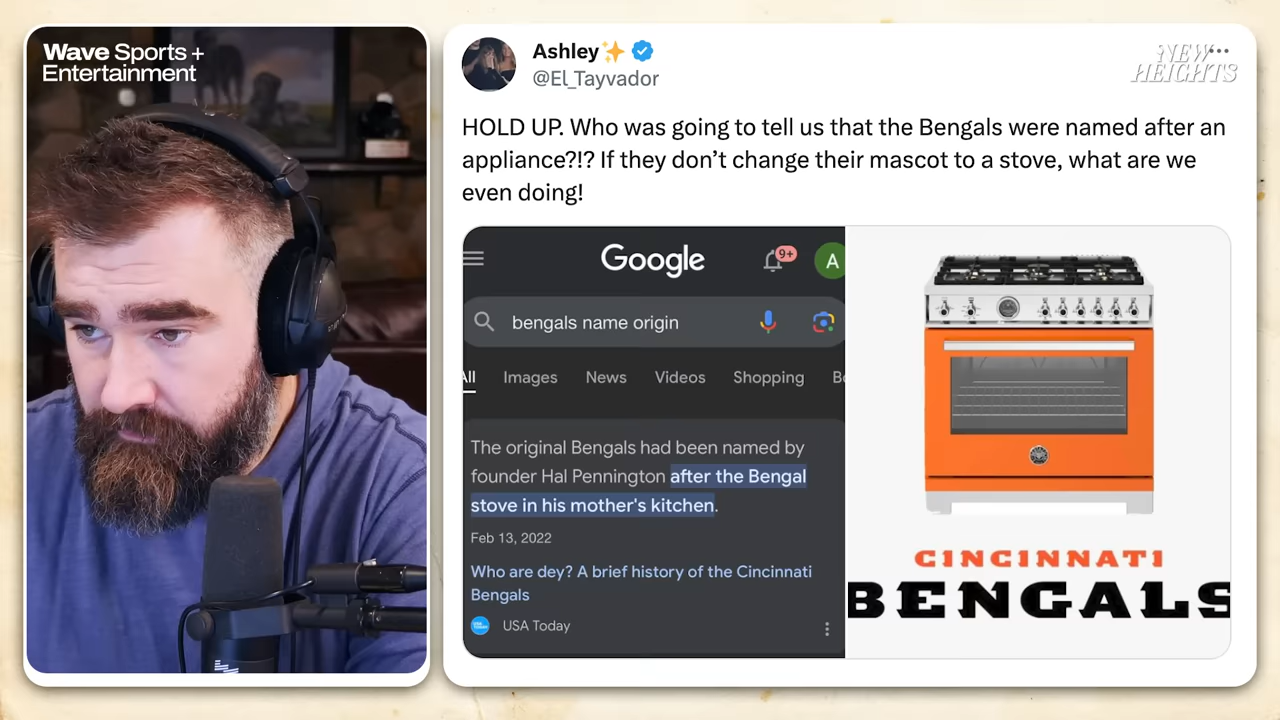 Wave Sports +
Entertainment
Ashley✨
@El_Tayvador
NEW
HEIGHTS
HOLD UP. Who was going to tell us that the Bengals were named after an
appliance?!? If they don’t change their mascot to a stove, what are we
even doing!
Google
9+
A
bengals name origin
All Images News Videos Shopping
The original Bengals had been named by
founder Hal Pennington after the Bengal
stove in his mother's kitchen.
Feb 13, 2022
Who are dey? A brief history of the Cincinnati
Bengals
USA Today
CINCINNATI
BENGALS